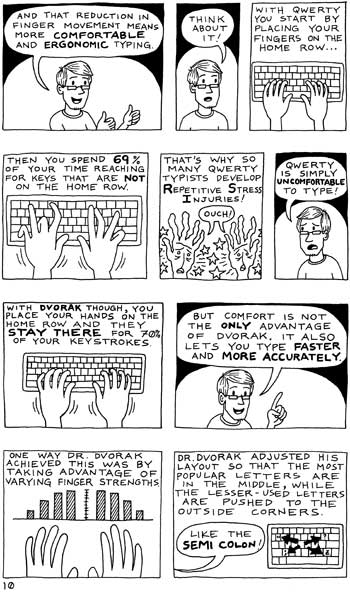 AND THAT REDUCTION IN
FINGER MOVEMENT MEANS
MORE COMFORTABLE
AND ERGONOMIC TYPING.
THINK
ABOUT
IT!
WITH QWERTY
YOU START BY
PLACING YOUR
FINGERS ON THE
HOME ROW...
THEN YOU SPEND 69%
OF YOUR TIME REACHING
FOR KEYS THAT ARE NOT
ON THE HOME ROW.
THAT'S WHY SO
MANY QWERTY
TYPISTS DEVELOP
REPETITIVE STRESS
INJURIES!
OUCH!
QWERTY
IS SIMPLY
UNCOMFORTABLE
TO TYPE!
WITH DVORAK THOUGH, YOU
PLACE YOUR HANDS ON THE
HOME ROW AND THEY
STAY THERE FOR 70%
OF YOUR KEYSTROKES.
BUT COMFORT IS NOT
THE ONLY ADVANTAGE
OF DVORAK. IT ALSO
LETS YOU TYPE FASTER
AND MORE ACCURATELY.
ONE WAY DR. DVORAK
ACHIEVED THIS WAS BY
TAKING ADVANTAGE OF
VARYING FINGER STRENGTHS.
DR. DVORAK ADJUSTED HIS
LAYOUT SO THAT THE MOST
POPULAR LETTERS ARE
IN THE MIDDLE, WHILE
THE LESSER-USED LETTERS
ARE PUSHED TO THE
OUTSIDE CORNERS.
LIKE THE
SEMI COLON!
10